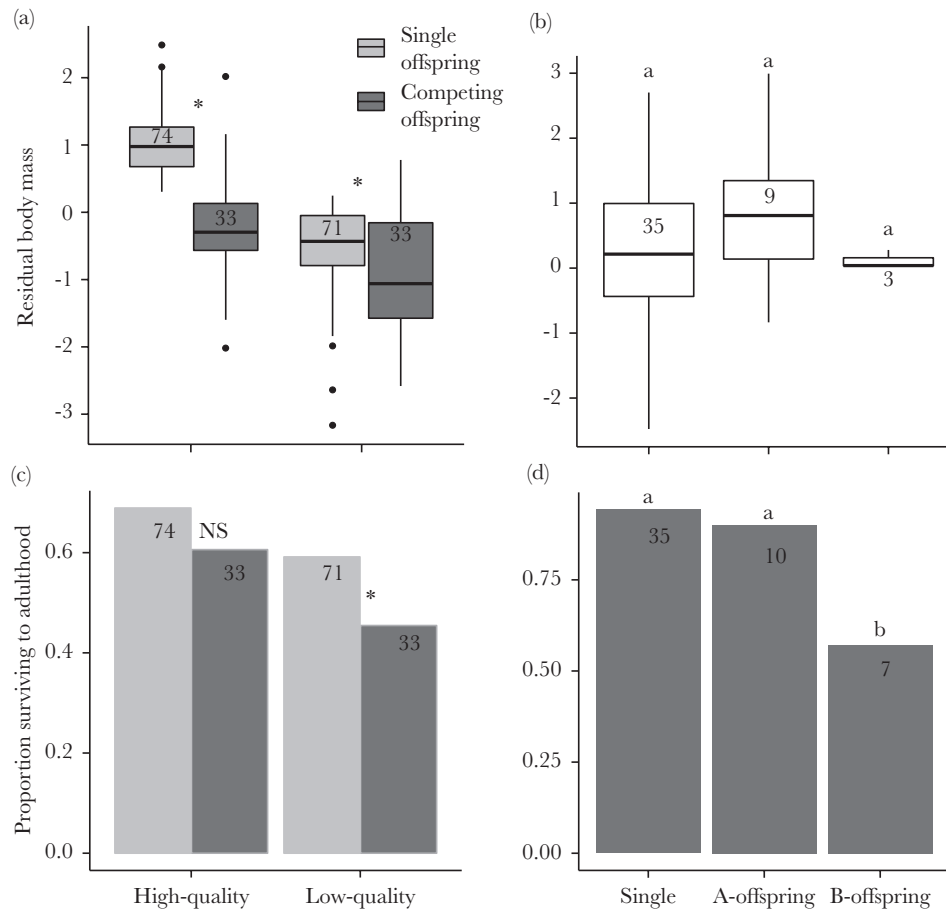 (a)
Single
offspring
Competing
offspring
Residual body mass
2
1
0
-1
-2
-3
74
*
33
71
*
33
(b)
3
2
1
0
-1
-2
a
a
a
35
9
3
(c)
Proportion surviving to adulthood
0.6
0.4
0.2
0.0
74
NS
33
71
*
33
High-quality
Low-quality
(d)
0.75
0.50
0.25
0.00
a
a
b
35
10
7
Single
A-offspring
B-offspring